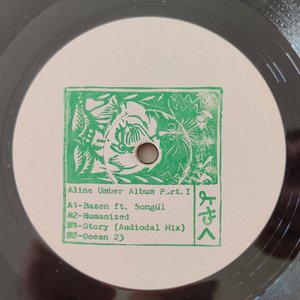 Aline Umber Album Part.I
A1-Bazen ft. Songül
A2-Humanized
B1-Story (Audiodal Mix)
B2-Ocean 23